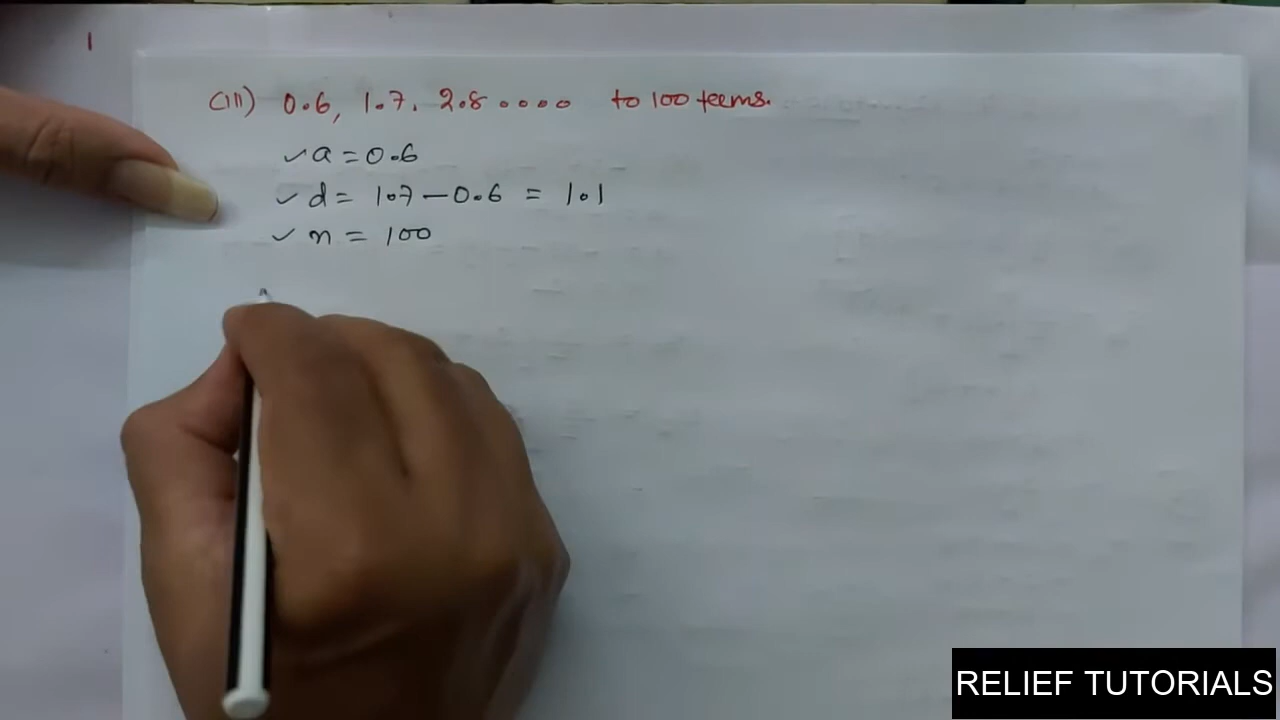 (iii) 0.6, 1.7, 2.8 .... to 100 terms.
✓ a = 0.6
✓ d = 1.7 – 0.6 = 1.1
✓ n = 100
RELIEF TUTORIALS